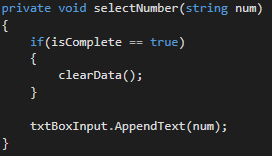 private void selectNumber(string num)
{
    if(isComplete == true)
    {
        clearData();
    }

    txtBoxInput.AppendText(num);
}